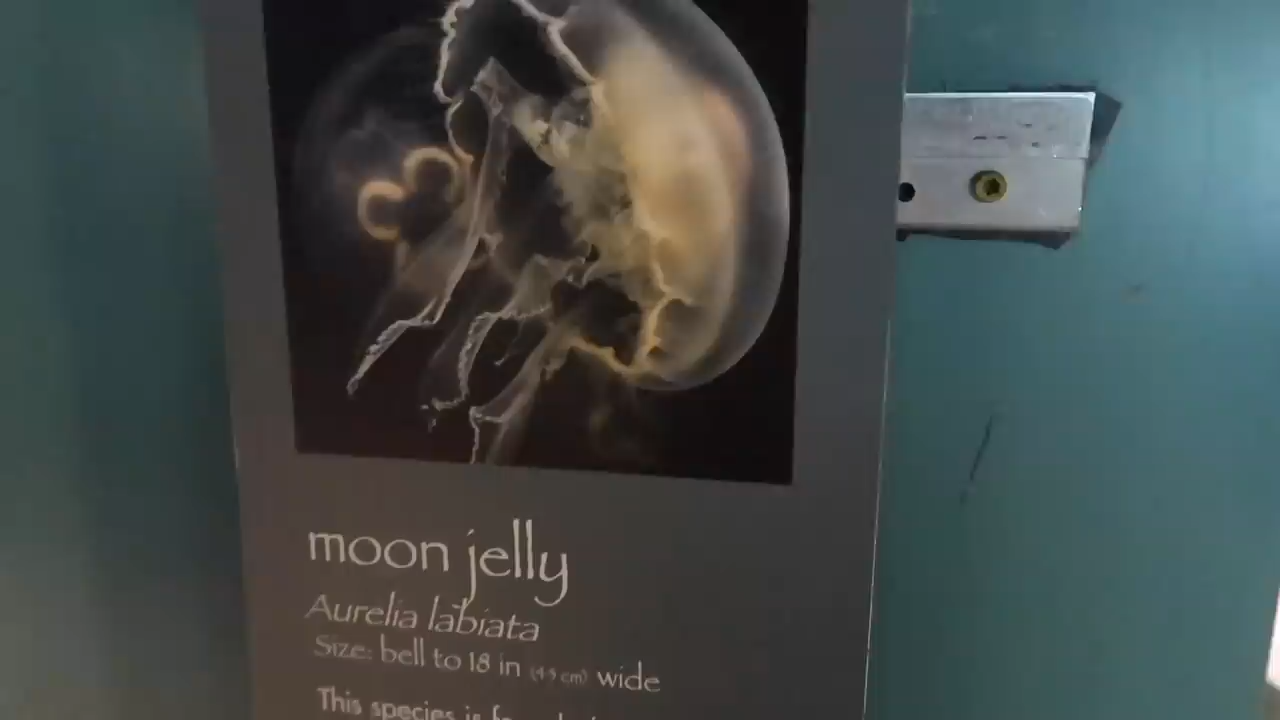 moon jelly
Aurelia labiata
Size: bell to 18 in (45 cm) wide
This species is